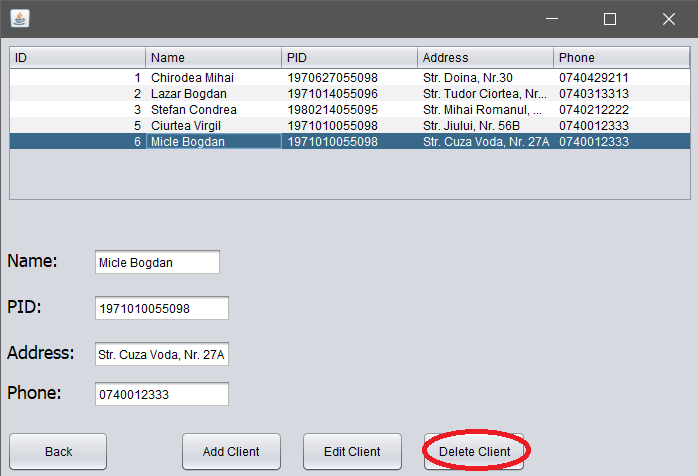 ID Name PID Address Phone
1 Chirodea Mihai 1970627055098 Str. Doina, Nr.30 0740429211
2 Lazar Bogdan 1971014055096 Str. Tudor Ciortea, Nr... 0740313313
3 Stefan Condrea 1980214055095 Str. Mihai Romanul, ... 0740212222
5 Ciurtea Virgil 1971010055098 Str. Jiului, Nr. 56B 0740012333
6 Micle Bogdan 1971010055098 Str. Cuza Voda, Nr. 27A 0740012333
Name: Micle Bogdan
PID: 1971010055098
Address: Str. Cuza Voda, Nr. 27A
Phone: 0740012333
Back Add Client Edit Client Delete Client